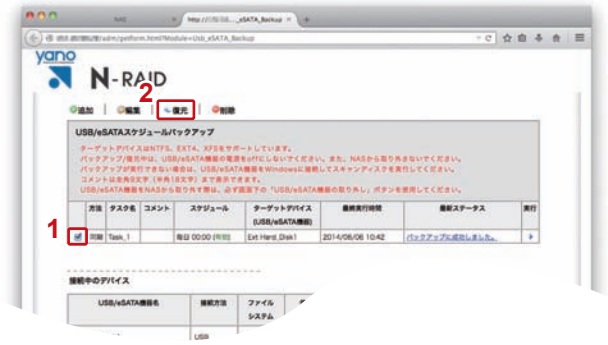 NAS
http://... _eSATA_Backup
/adm/getform.html?Module=Usb_eSATA_Backup
yano
N-RAID
2
追加 編集 復元 削除
USB/eSATAスケジュールバックアップ
ターゲットデバイスはNTFS、EXT4、XFSをサポートしています。
バックアップ/復元中は、USB/eSATA機器の電源をoffにしないでください。また、NASから取り外さないでください。
バックアップが実行できない場合は、USB/eSATA機器をWindowsに接続してスキャンディスクを実行してください。
コメントは全角9文字（半角18文字）まで表示できます。
USB/eSATA機器をNASから取り外す際は、必ず画面下の「USB/eSATA機器の取り外し」ボタンを使用してください。
方法 タスク名 コメント スケジュール ターゲットデバイス (USB/eSATA機器) 最終実行時間 最新ステータス 実行
1
同期 Task_1 毎日 00:00 (有効) Ext Hard_Disk1 2014/06/06 10:42 バックアップに成功しました。
接続中のデバイス
USB/eSATA機器名 接続方法 ファイルシステム
USB